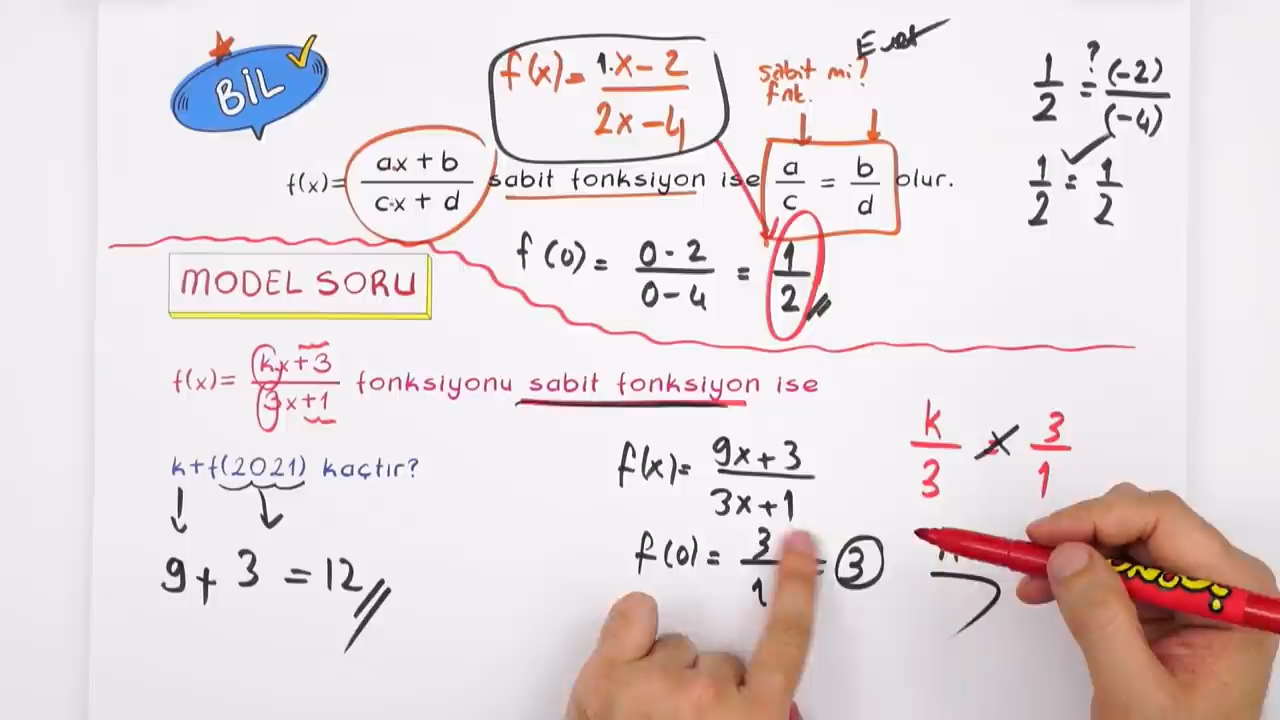 BİL
f(x) = 1·x - 2 / 2x - 4
sabit mi? Evet
fnk.
f(x)= ax + b / c·x + d sabit fonksiyon ise a/c = b/d olur.
1/2 =? (-2)/(-4)
1/2 = 1/2
f(0) = 0 - 2 / 0 - 4 = 1/2
MODEL SORU
f(x)= kx+3 / 3x+1 fonksiyonu sabit fonksiyon ise
k+f(2021) kaçtır?
9 + 3 = 12
f(x) = 9x+3 / 3x+1
f(0) = 3/1 = 3
k/3 = 3/1